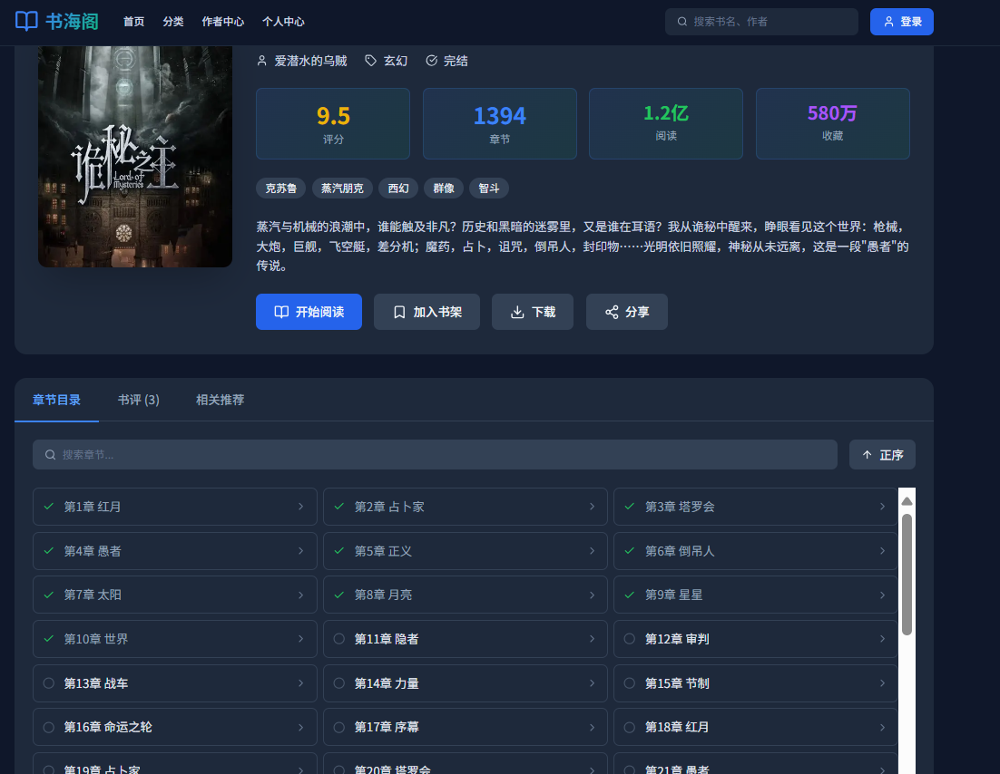 书海阁 首页 分类 作者中心 个人中心 搜索书名、作者 登录
爱潜水的乌贼 玄幻 完结
诡秘之主
Lord of
Mysteries
9.5 1394 1.2亿 580万
评分 章节 阅读 收藏
克苏鲁 蒸汽朋克 西幻 群像 智斗
蒸汽与机械的浪潮中，谁能触及非凡？历史和黑暗的迷雾里，又是谁在耳语？我从诡秘中醒来，睁眼看见这个世界：枪械，
大炮，巨舰，飞空艇，差分机；魔药，占卜，诅咒，倒吊人，封印物……光明依旧照耀，神秘从未远离，这是一段"愚者"的
传说。
开始阅读 加入书架 下载 分享
章节目录 书评 (3) 相关推荐
搜索章节... 正序
第1章 红月 第2章 占卜家 第3章 塔罗会
第4章 愚者 第5章 正义 第6章 倒吊人
第7章 太阳 第8章 月亮 第9章 星星
第10章 世界 第11章 隐者 第12章 审判
第13章 战车 第14章 力量 第15章 节制
第16章 命运之轮 第17章 序幕 第18章 红月
第19章 占卜家 第20章 塔罗会 第21章 愚者